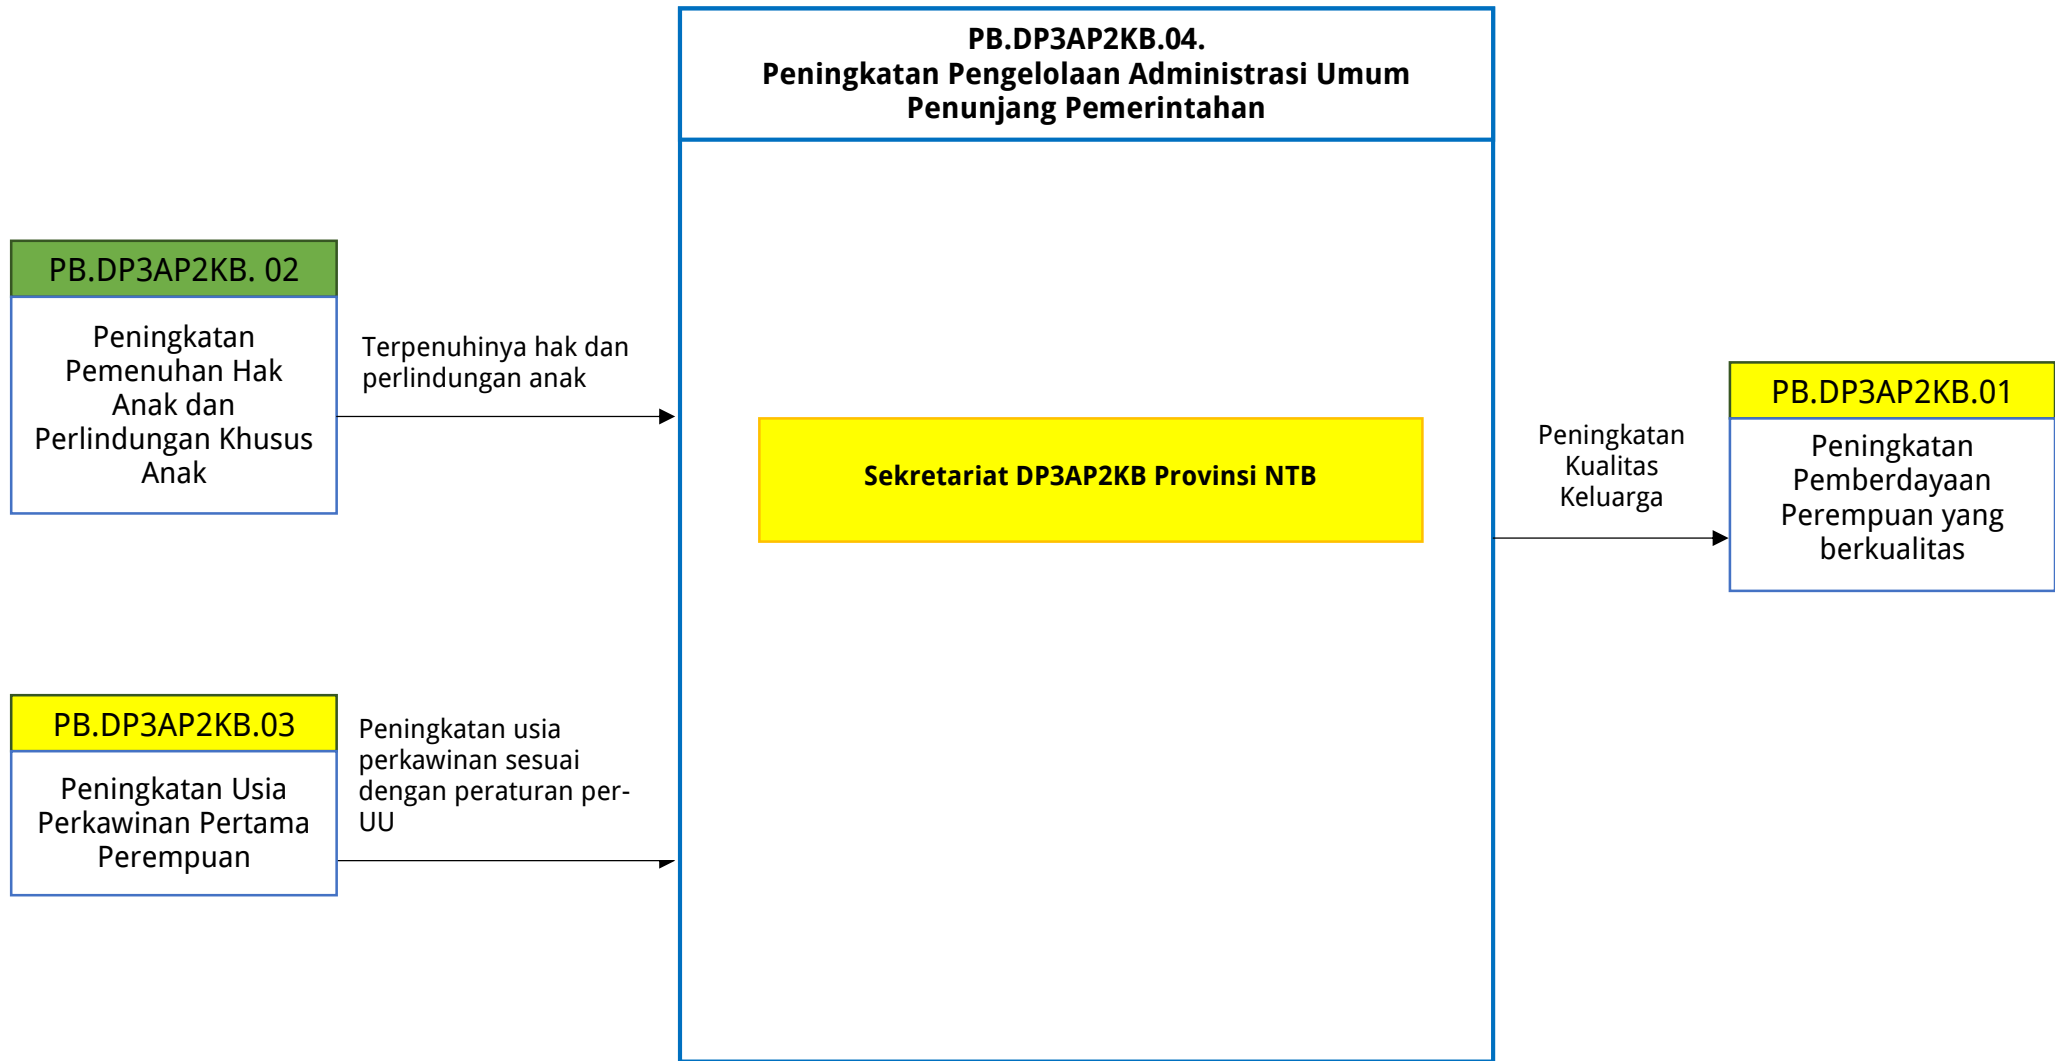 PB.DP3AP2KB.04.
Peningkatan Pengelolaan Administrasi Umum
Penunjang Pemerintahan
PB.DP3AP2KB. 02
Peningkatan
Pemenuhan Hak
Anak dan
Perlindungan Khusus
Anak
Terpenuhinya hak dan
perlindungan anak
Sekretariat DP3AP2KB Provinsi NTB
Peningkatan
Kualitas
Keluarga
PB.DP3AP2KB.01
Peningkatan
Pemberdayaan
Perempuan yang
berkualitas
PB.DP3AP2KB.03
Peningkatan Usia
Perkawinan Pertama
Perempuan
Peningkatan usia
perkawinan sesuai
dengan peraturan per-
UU